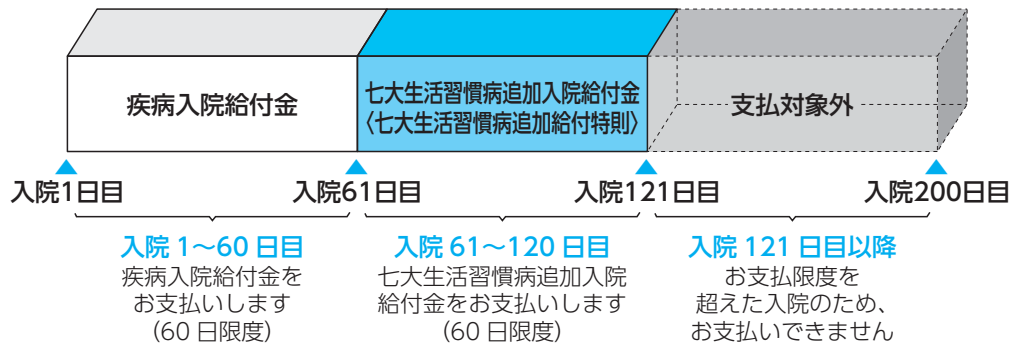 疾病入院給付金
七大生活習慣病追加入院給付金
〈七大生活習慣病追加給付特則〉
支払対象外
入院1日目
入院61日目
入院121日目
入院200日目
入院 1〜60 日目
疾病入院給付金を
お支払いします
（60 日限度）
入院 61〜120 日目
七大生活習慣病追加入院
給付金をお支払いします
（60 日限度）
入院 121 日目以降
お支払限度を
超えた入院のため、
お支払いできません